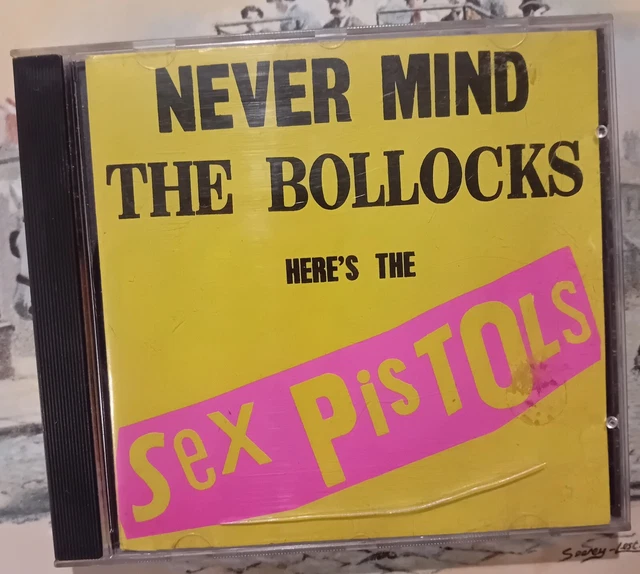 NEVER MIND
THE BOLLOCKS
HERE'S THE
Sex PiSTOLS